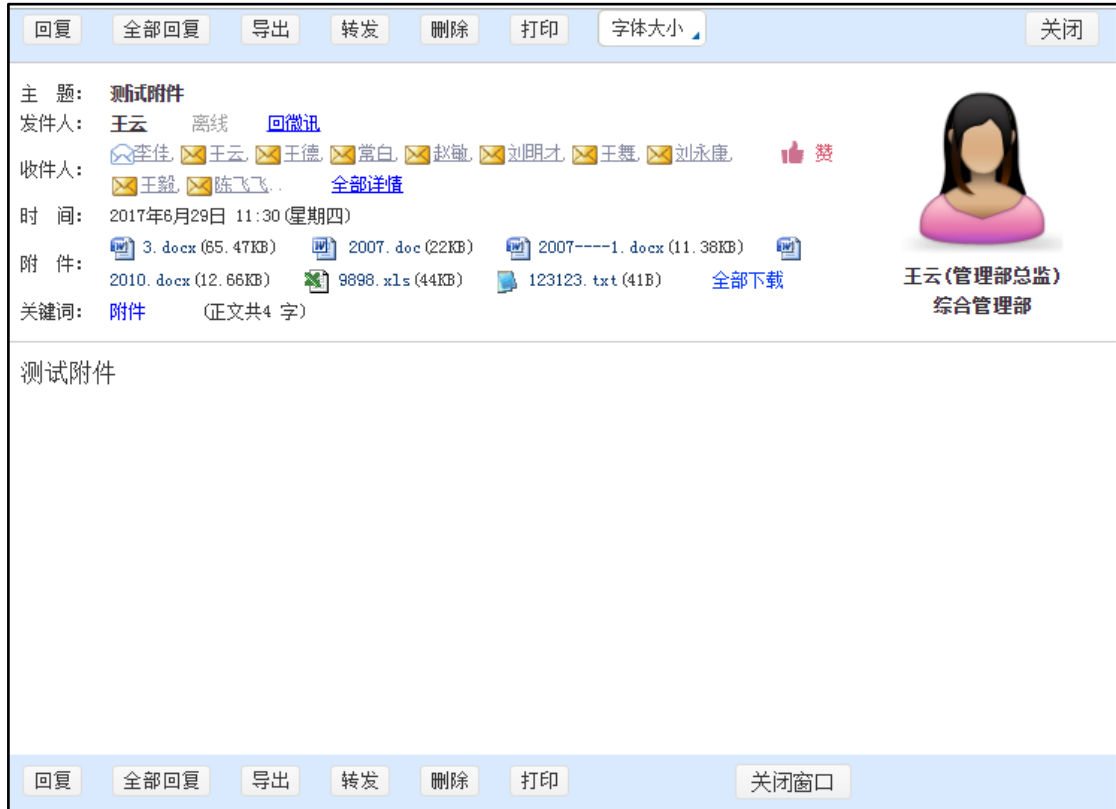 回复 全部回复 导出 转发 删除 打印 字体大小 关闭
主 题: 测试附件
发件人: 王云 离线 回微讯
收件人: 李佳, 王云, 王德, 常白, 赵敏, 刘明才, 王舞, 刘永康, 赞
王毅, 陈飞飞.. 全部详情
时 间: 2017年6月29日 11:30(星期四)
附 件: 3.docx(65.47KB) 2007.doc(22KB) 2007----1.docx(11.38KB)
2010.docx(12.66KB) 9898.xls(44KB) 123123.txt(41B) 全部下载
关鍵词: 附件 (正文共4 字)
王云(管理部总监)
综合管理部
测试附件
回复 全部回复 导出 转发 删除 打印 关闭窗口